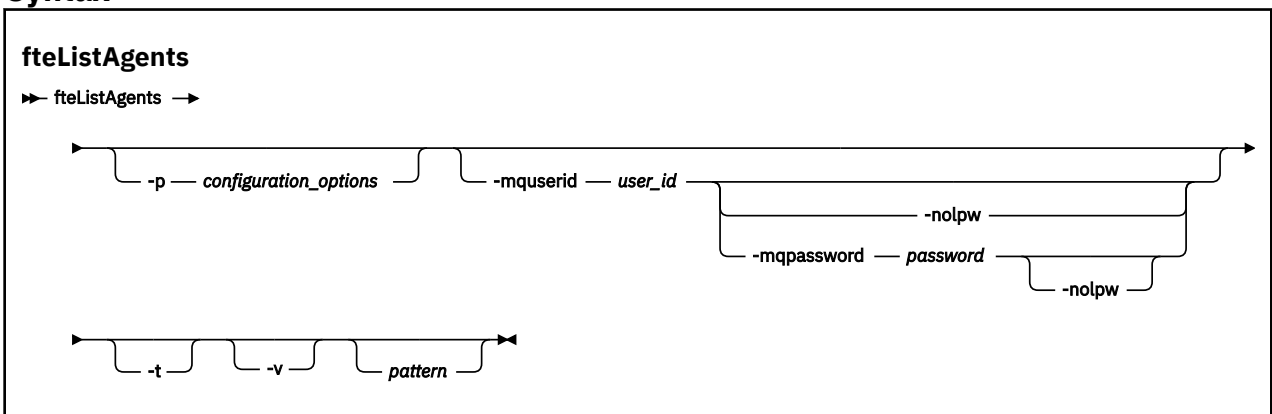 Syntax
fteListAgents
fteListAgents
-p configuration_options -mquserid user_id
-nolpw
-mqpassword password
-nolpw
-t -v pattern